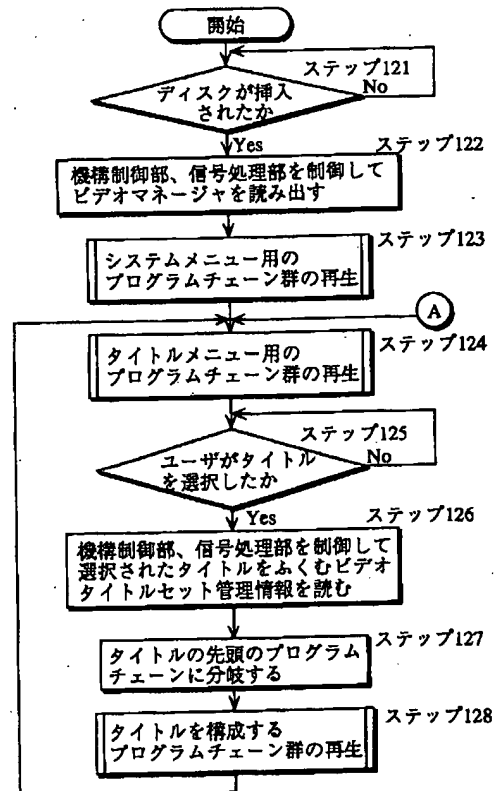 開始
ステップ121
ディスクが挿入
されたか
No
Yes
ステップ122
機構制御部、信号処理部を制御して
ビデオマネージャを読み出す
ステップ123
システムメニュー用の
プログラムチェーン群の再生
A
ステップ124
タイトルメニュー用の
プログラムチェーン群の再生
ステップ125
ユーザがタイトル
を選択したか
No
Yes
ステップ126
機構制御部、信号処理部を制御して
選択されたタイトルをふくむビデオ
タイトルセット管理情報を読む
ステップ127
タイトルの先頭のプログラム
チェーンに分岐する
ステップ128
タイトルを構成する
プログラムチェーン群の再生